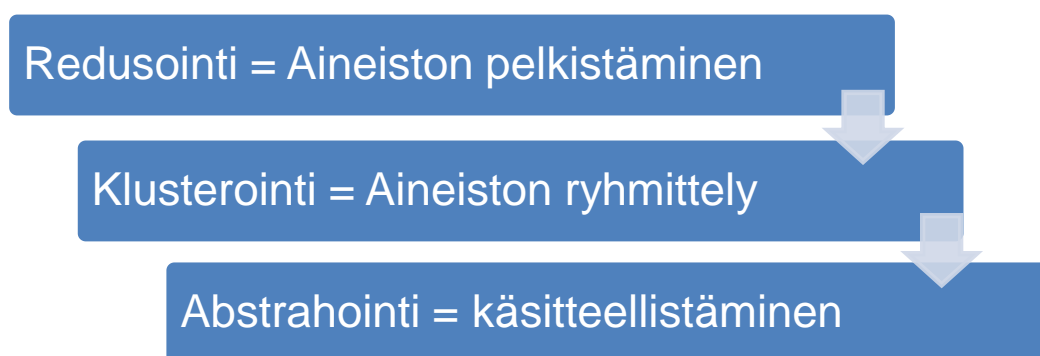 Redusointi = Aineiston pelkistäminen
Klusterointi = Aineiston ryhmittely
Abstrahointi = käsitteellistäminen